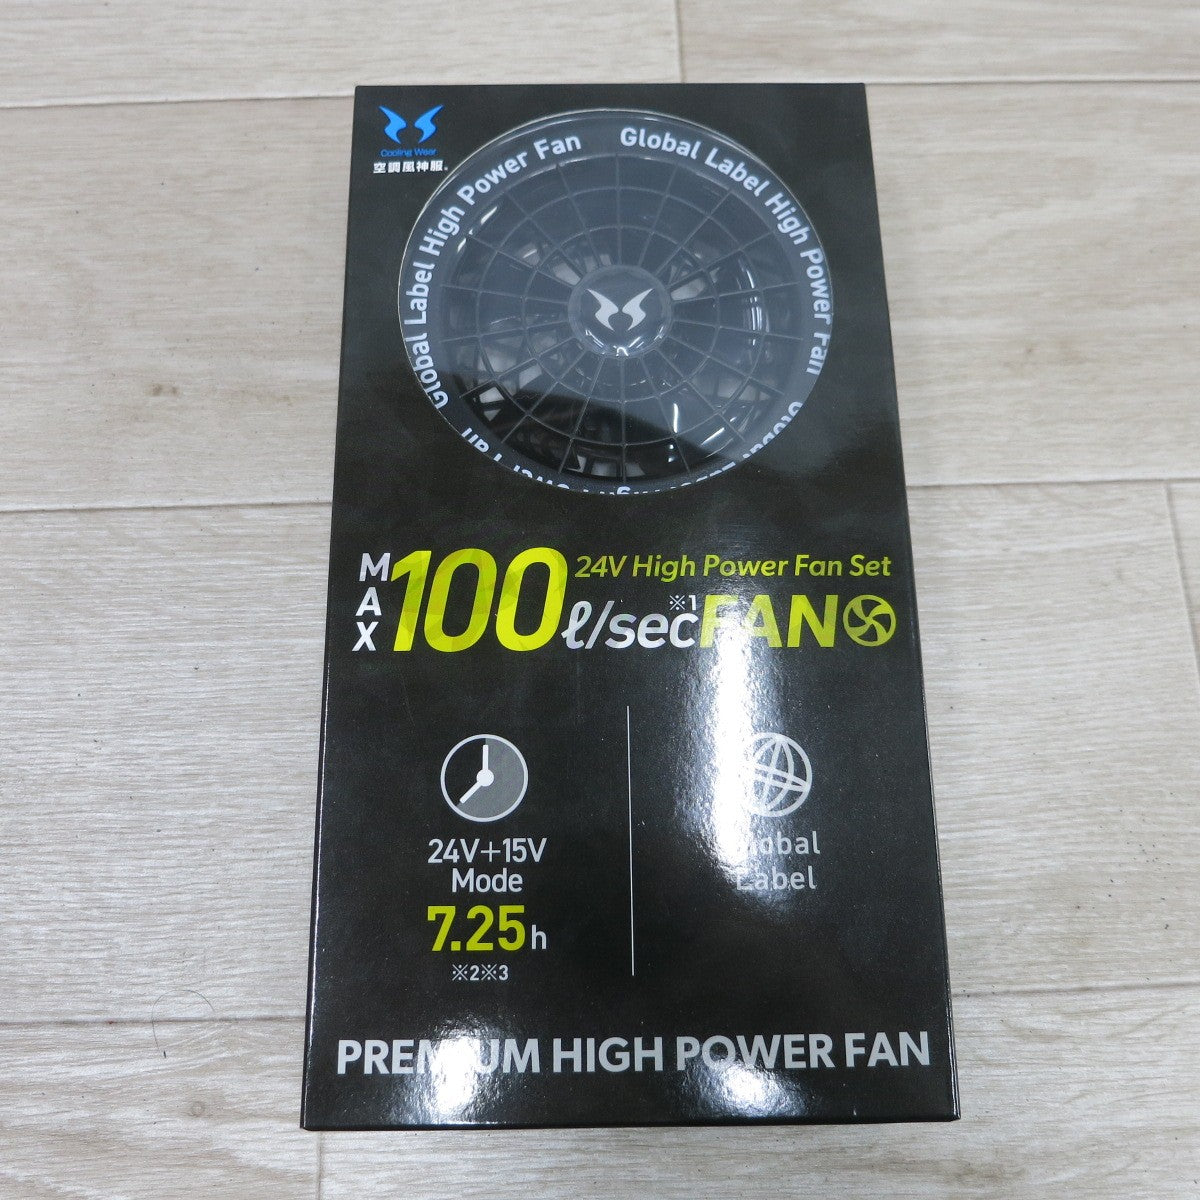 Cooling Wear
空調風神服®
Global Label High Power Fan
Global Label High Power Fan
24V High Power Fan Set
MAX 100ℓ/sec※1 FAN
24V+15V
Mode
7.25h
※2※3
Global
Label
PREMIUM HIGH POWER FAN